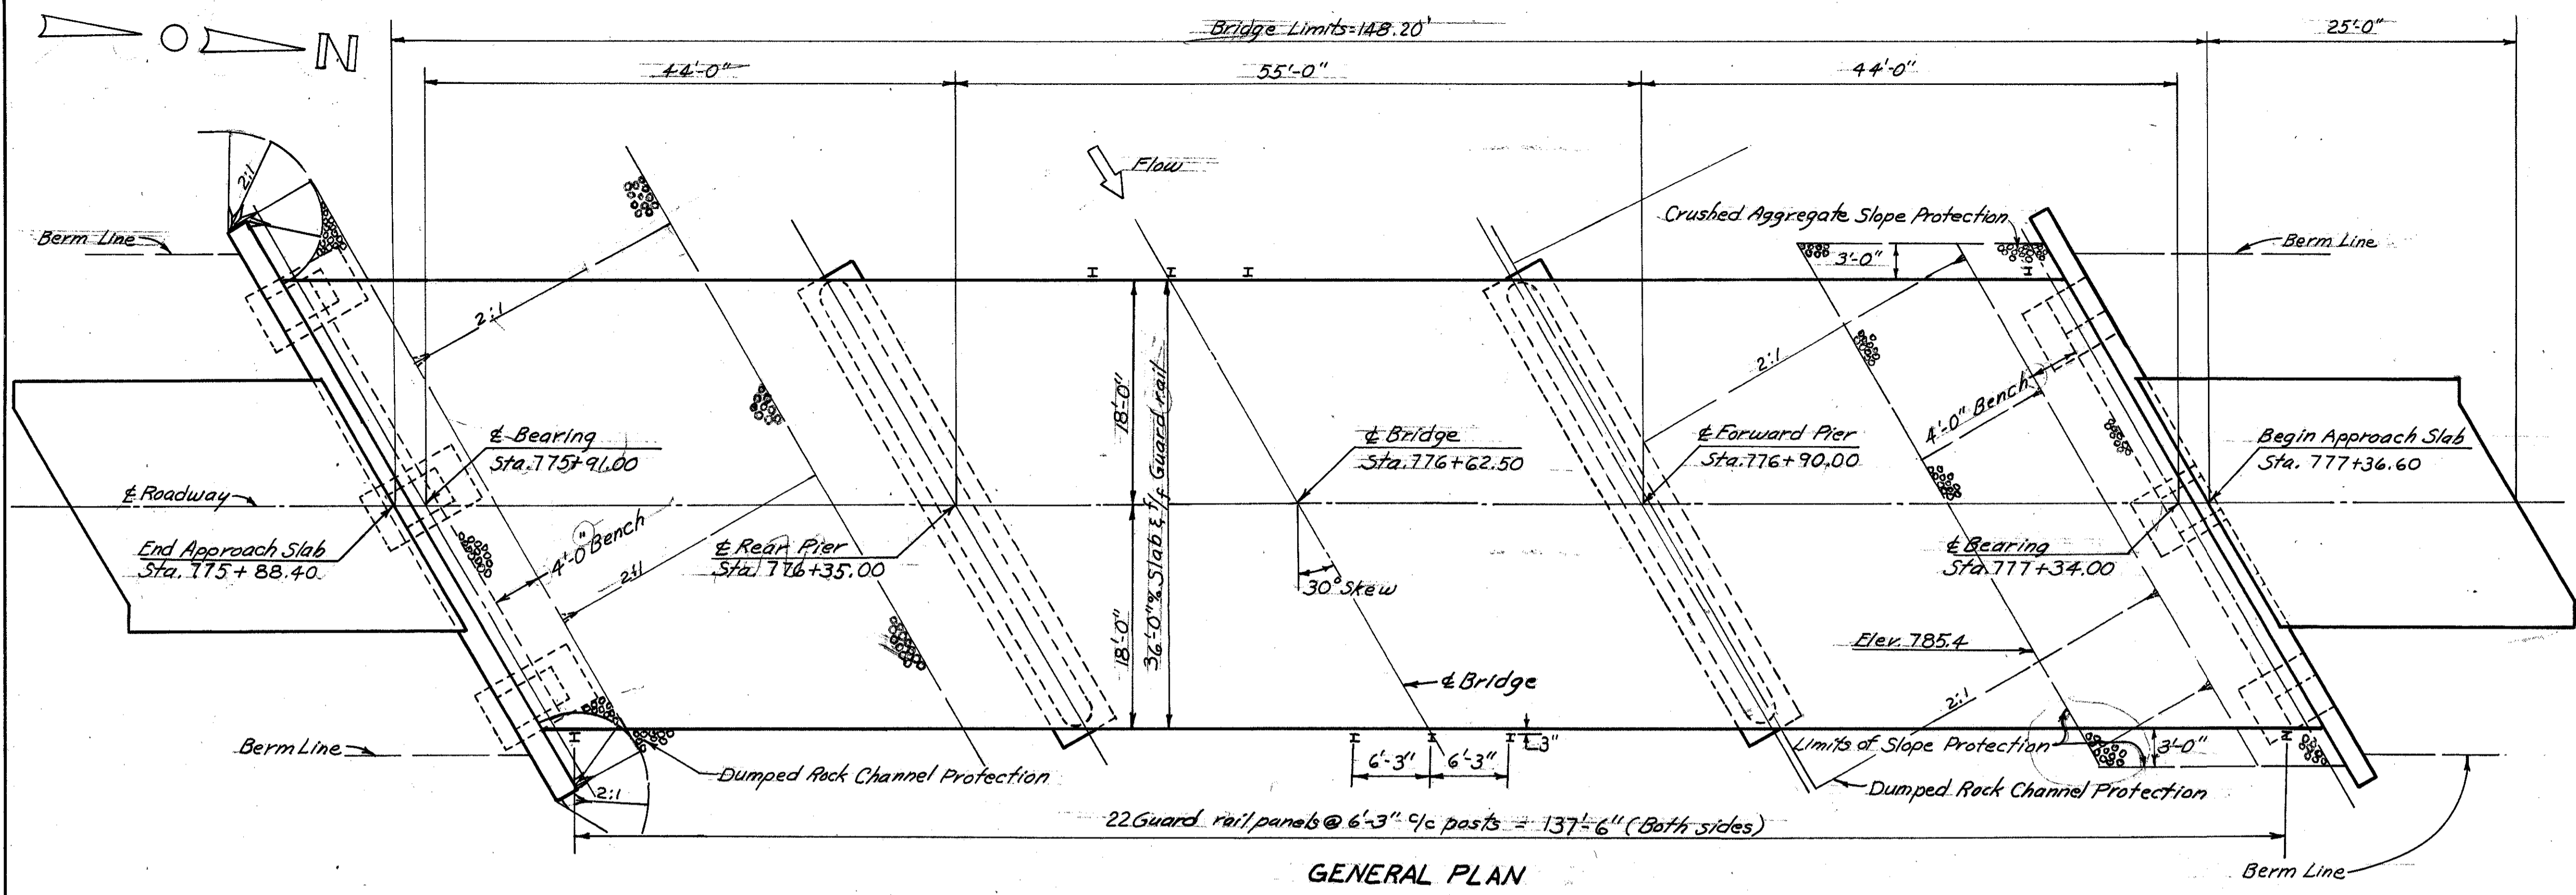 N
Bridge Limits=148.20'
25'-0"
44'-0"
55'-0"
44'-0"
Flow
2:1
Crushed Aggregate Slope Protection
Berm Line
Berm Line
3'-0"
2:1
2:1
18'-0"
36'-0" % Slab & f/f Guard rail
4'-0" Bench
℄ Bearing
Sta. 775+91.00
℄ Bridge
Sta. 776+62.50
℄ Forward Pier
Sta. 776+90.00
Begin Approach Slab
Sta. 777+36.60
℄ Roadway
End Approach Slab
Sta. 775+88.40
4'-0" Bench
2:1
℄ Rear Pier
Sta. 776+35.00
℄ Bearing
Sta. 777+34.00
30° Skew
18'-0"
Elev. 785.4
℄ Bridge
2:1
Berm Line
3"
Limits of Slope Protection
3'-0"
6'-3"
6'-3"
Dumped Rock Channel Protection
2:1
Dumped Rock Channel Protection
22 Guard rail panels @ 6'-3" c/c posts = 137'-6" (Both sides)
GENERAL PLAN
Berm Line